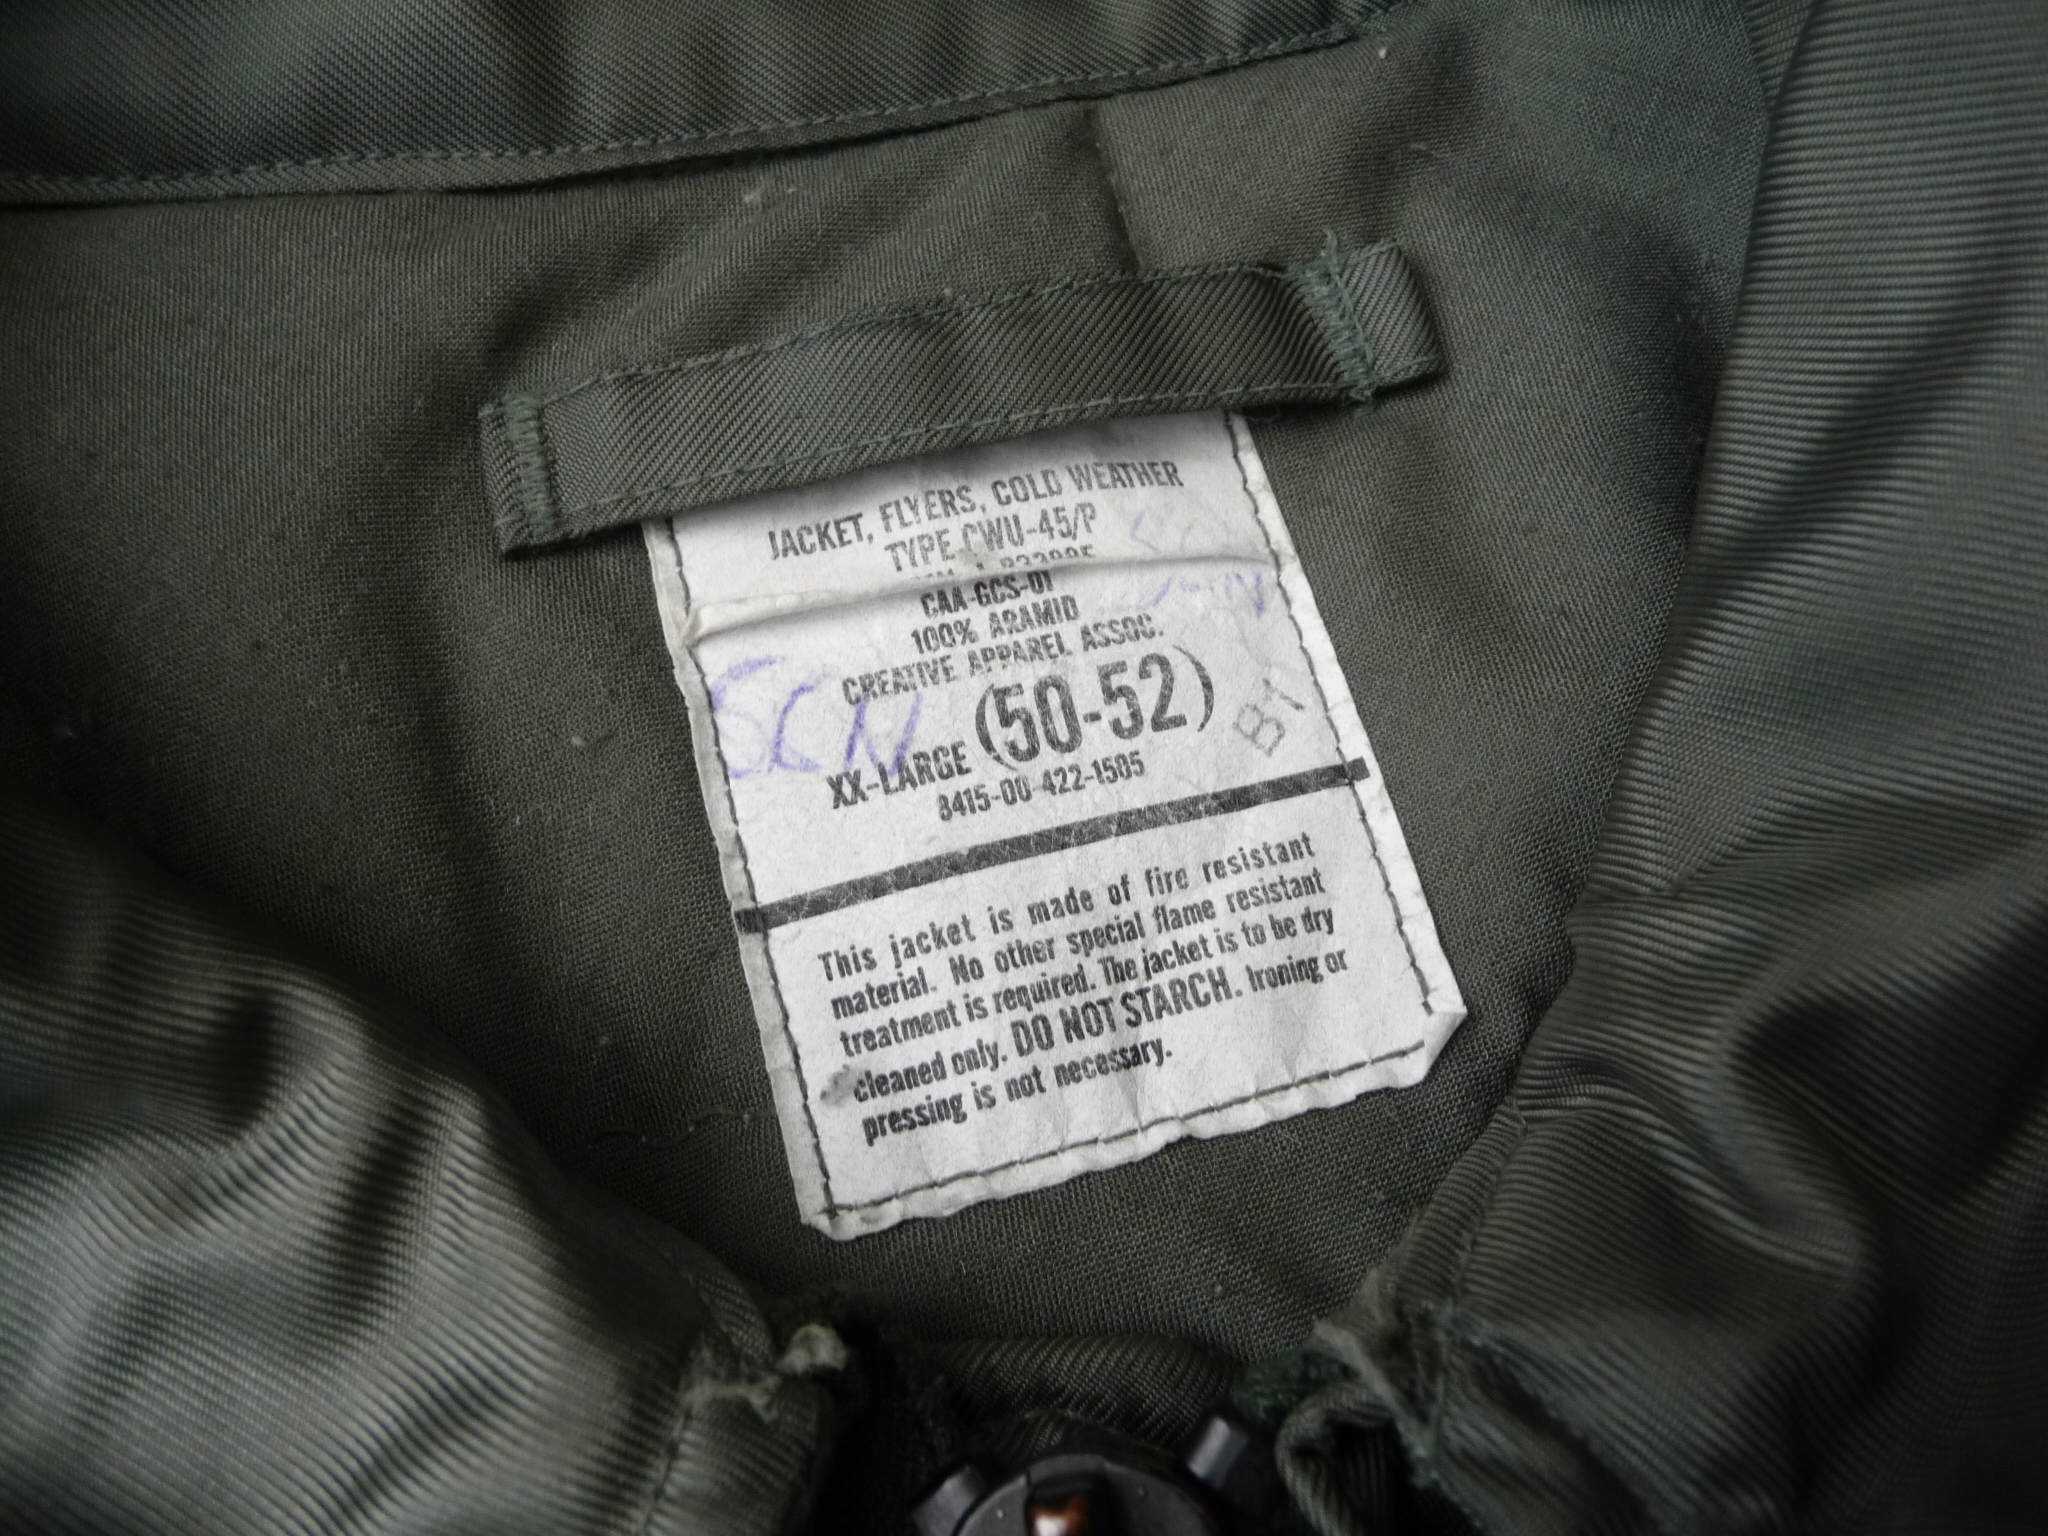 JACKET, FLYERS, COLD WEATHER
TYPE CWU-45/P
CAA-GCS-01
100% ARAMID
CREATIVE APPAREL ASSOC.
SCN
XX-LARGE (50-52)
8415-00-422-1505
This jacket is made of fire resistant
material. No other special flame resistant
treatment is required. The jacket is to be dry
cleaned only. DO NOT STARCH. Ironing or
pressing is not necessary.